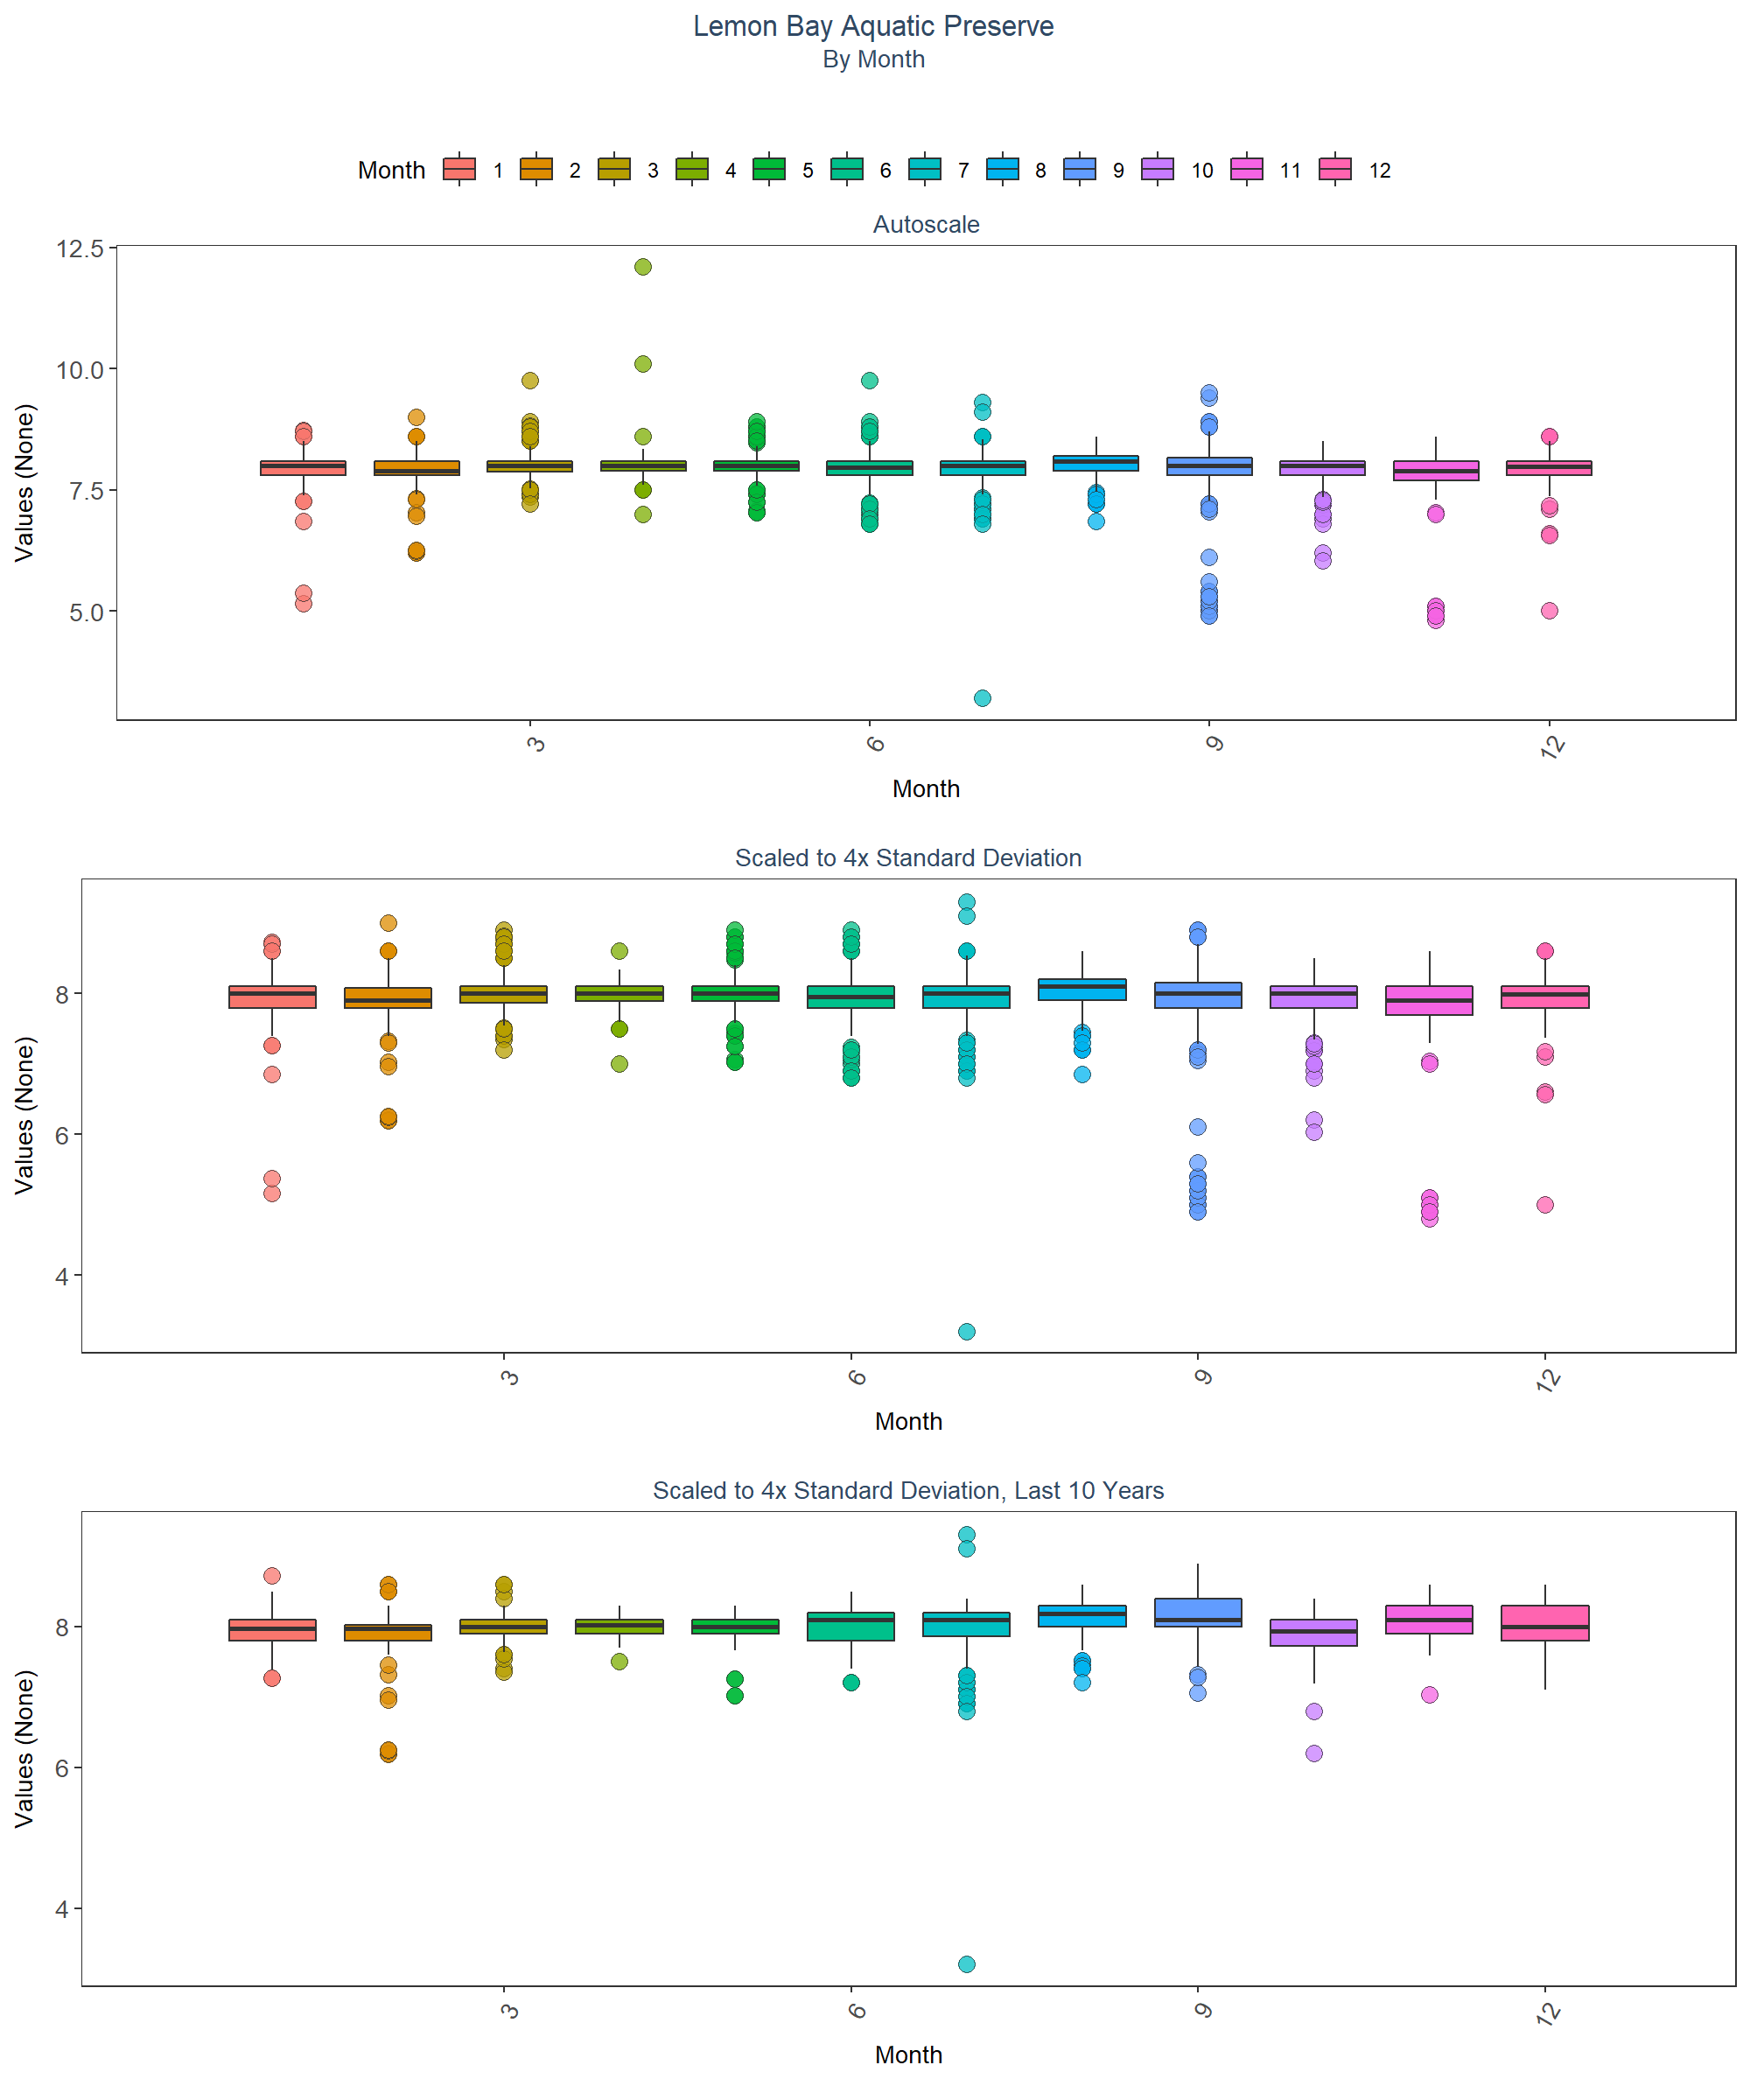 Lemon Bay Aquatic Preserve
By Month
Month 1 2 3 4 5 6 7 8 9 10 11 12
Autoscale
Values (None)
12.5
10.0
7.5
5.0
3 6 9 12
Month
Scaled to 4x Standard Deviation
Values (None)
8
6
4
3 6 9 12
Month
Scaled to 4x Standard Deviation, Last 10 Years
Values (None)
8
6
4
3 6 9 12
Month